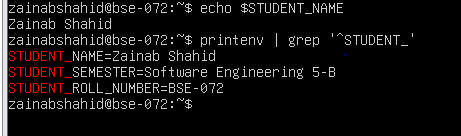 zainabshahid@bse-072:~$ echo $STUDENT_NAME
Zainab Shahid
zainabshahid@bse-072:~$ printenv | grep '^STUDENT_'
STUDENT_NAME=Zainab Shahid
STUDENT_SEMESTER=Software Engineering 5-B
STUDENT_ROLL_NUMBER=BSE-072
zainabshahid@bse-072:~$